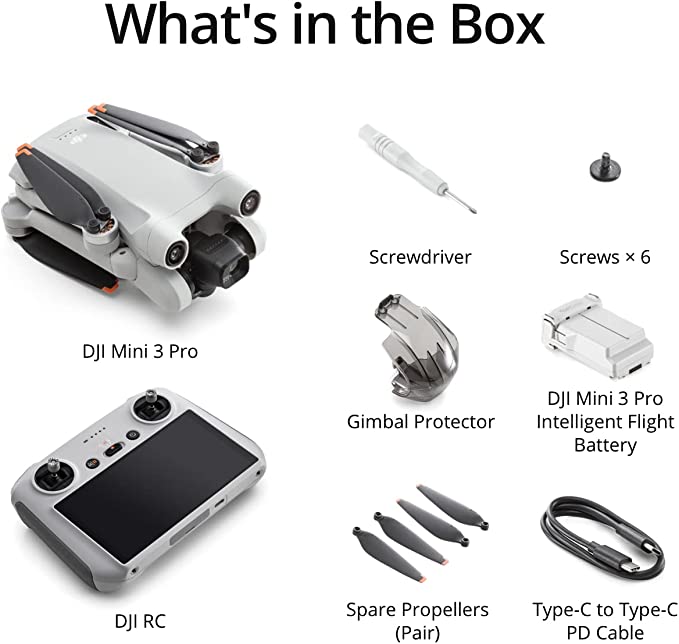 What's in the Box
DJI Mini 3 Pro
Screwdriver
Screws × 6
Gimbal Protector
DJI Mini 3 Pro
Intelligent Flight
Battery
DJI RC
Spare Propellers
(Pair)
Type-C to Type-C
PD Cable